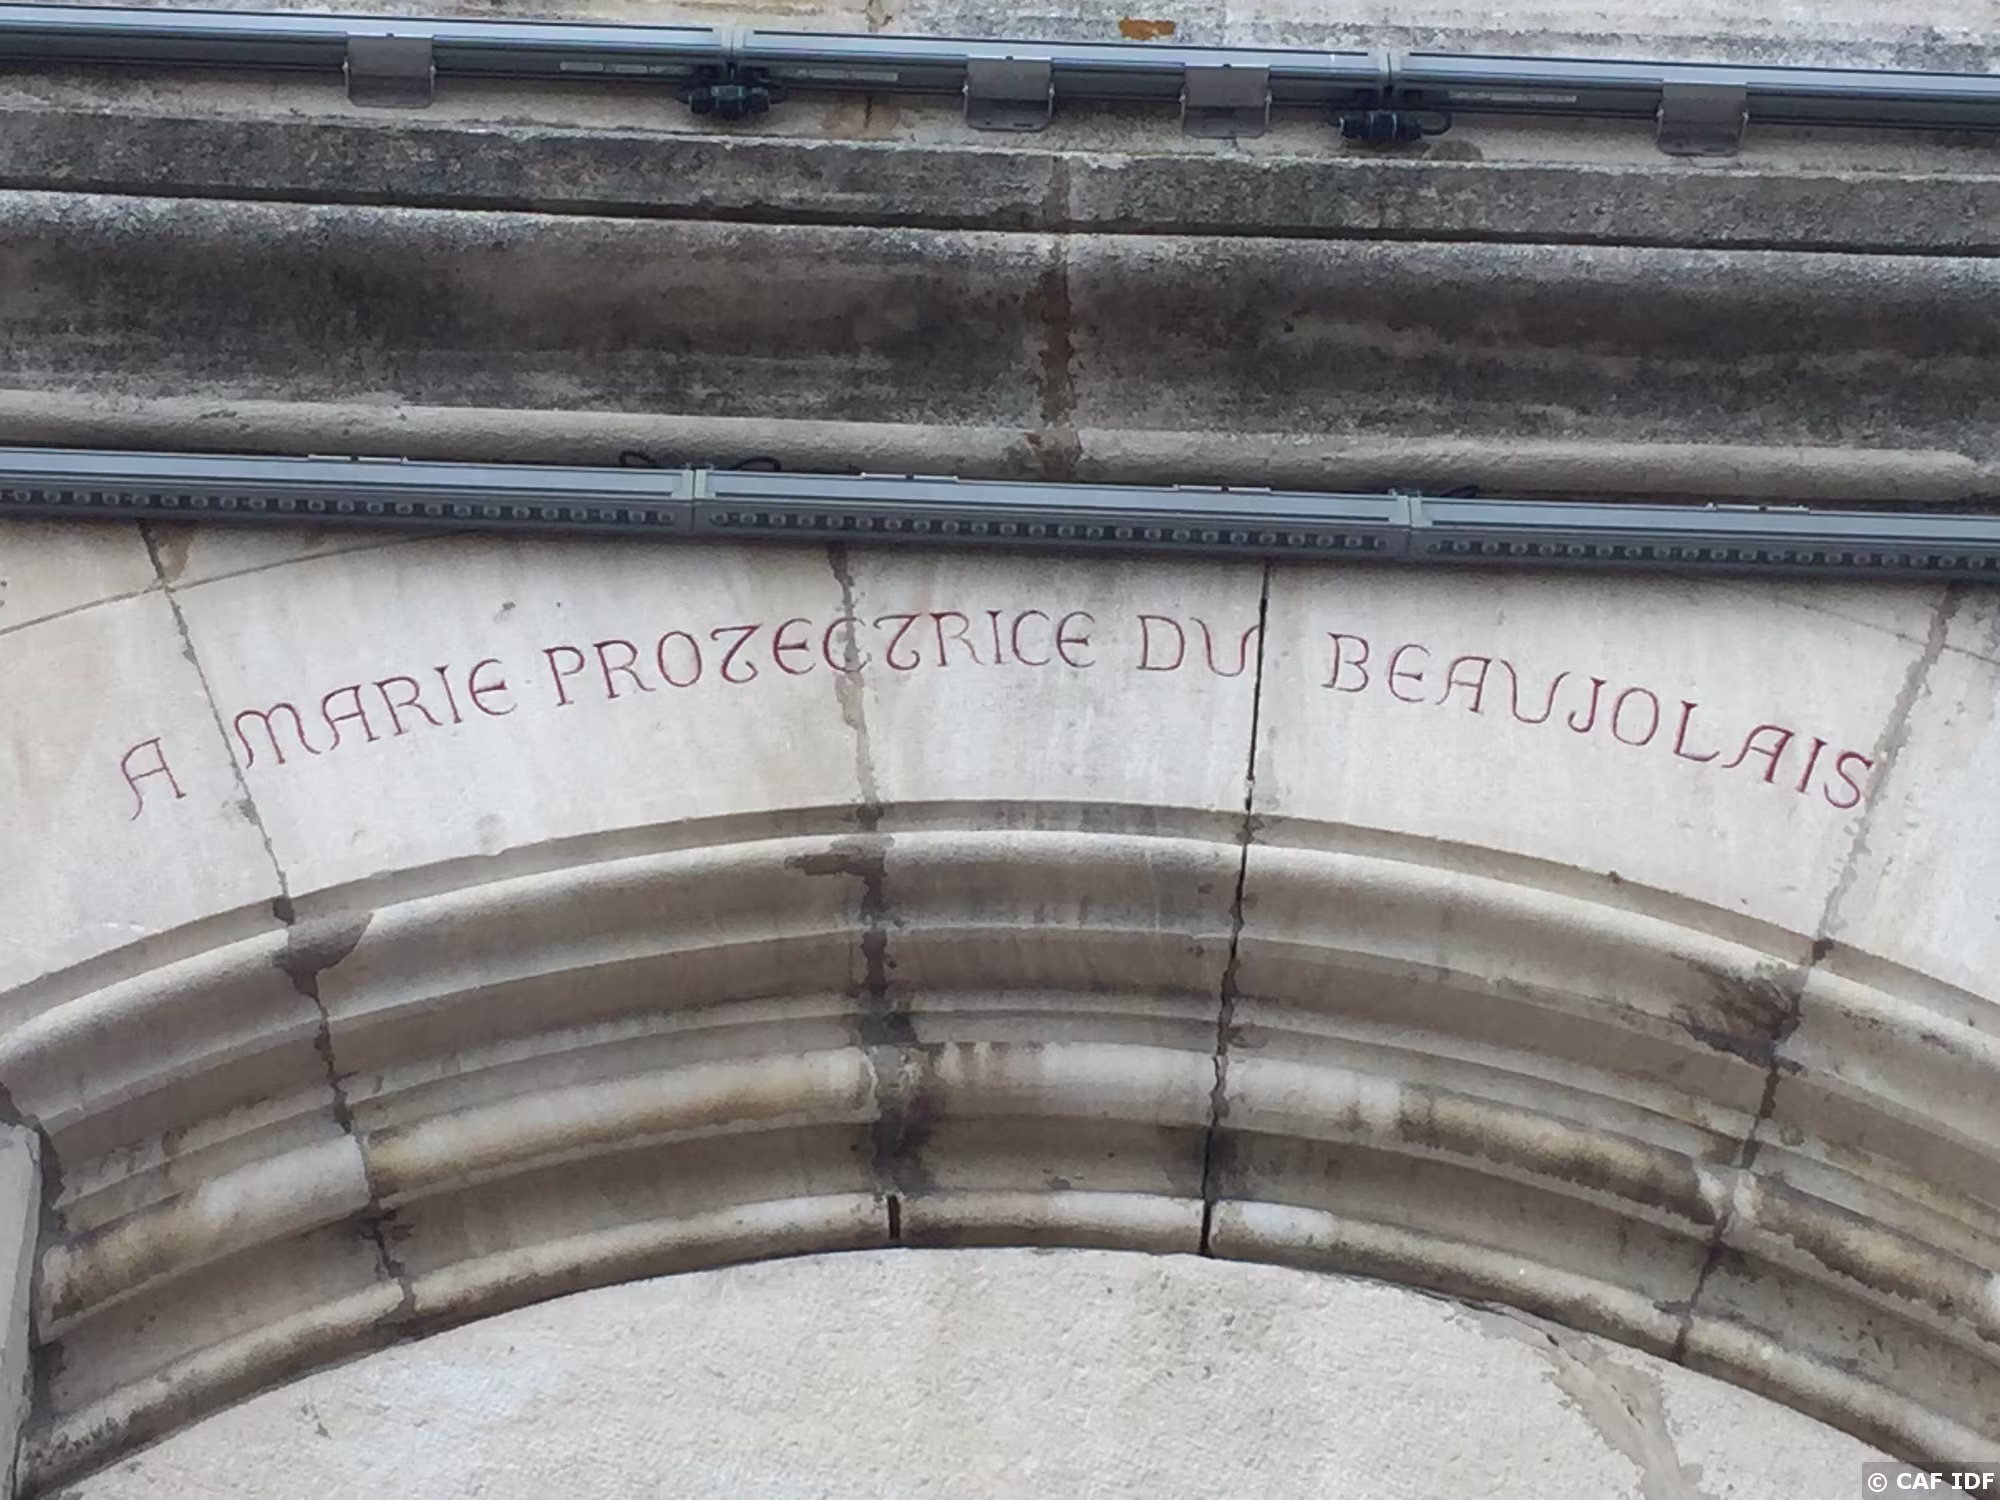 A MARIE PROTECTRICE DU BEAUJOLAIS
© CAF IDF